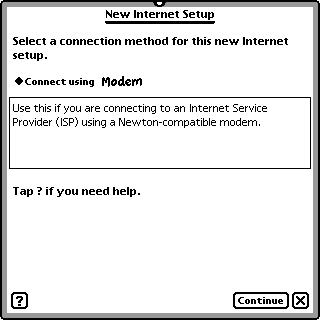 New Internet Setup
Select a connection method for this new Internet
setup.
◆Connect using Modem
Use this if you are connecting to an Internet Service
Provider (ISP) using a Newton-compatible modem.
Tap ? if you need help.
? Continue X